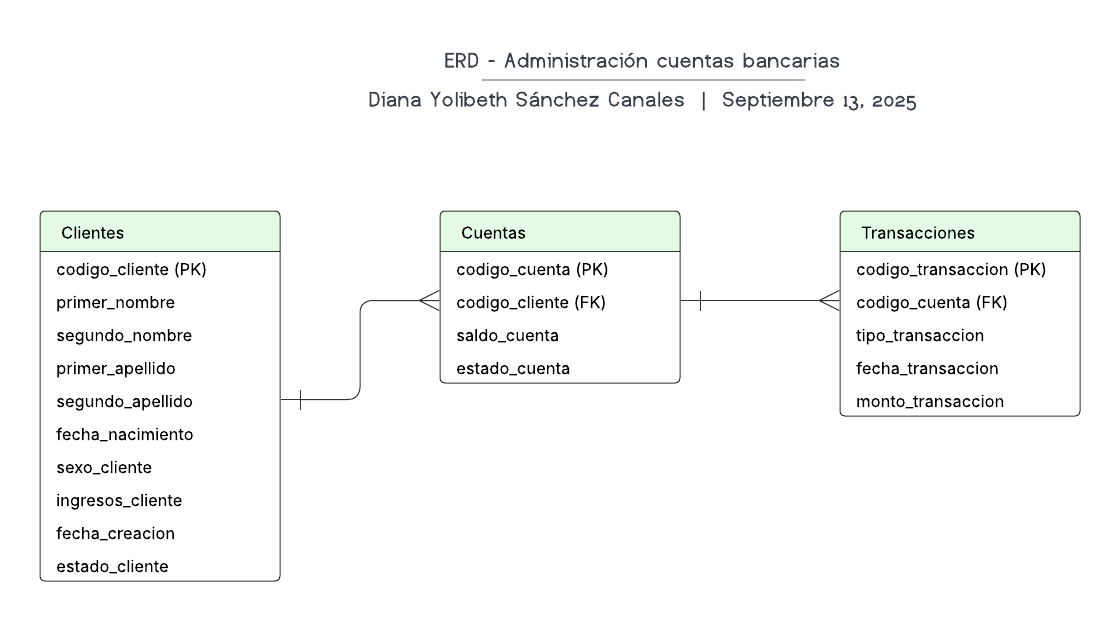 ERD - Administración cuentas bancarias
Diana Yolibeth Sánchez Canales | Septiembre 13, 2025
Clientes
codigo_cliente (PK)
primer_nombre
segundo_nombre
primer_apellido
segundo_apellido
fecha_nacimiento
sexo_cliente
ingresos_cliente
fecha_creacion
estado_cliente
Cuentas
codigo_cuenta (PK)
codigo_cliente (FK)
saldo_cuenta
estado_cuenta
Transacciones
codigo_transaccion (PK)
codigo_cuenta (FK)
tipo_transaccion
fecha_transaccion
monto_transaccion